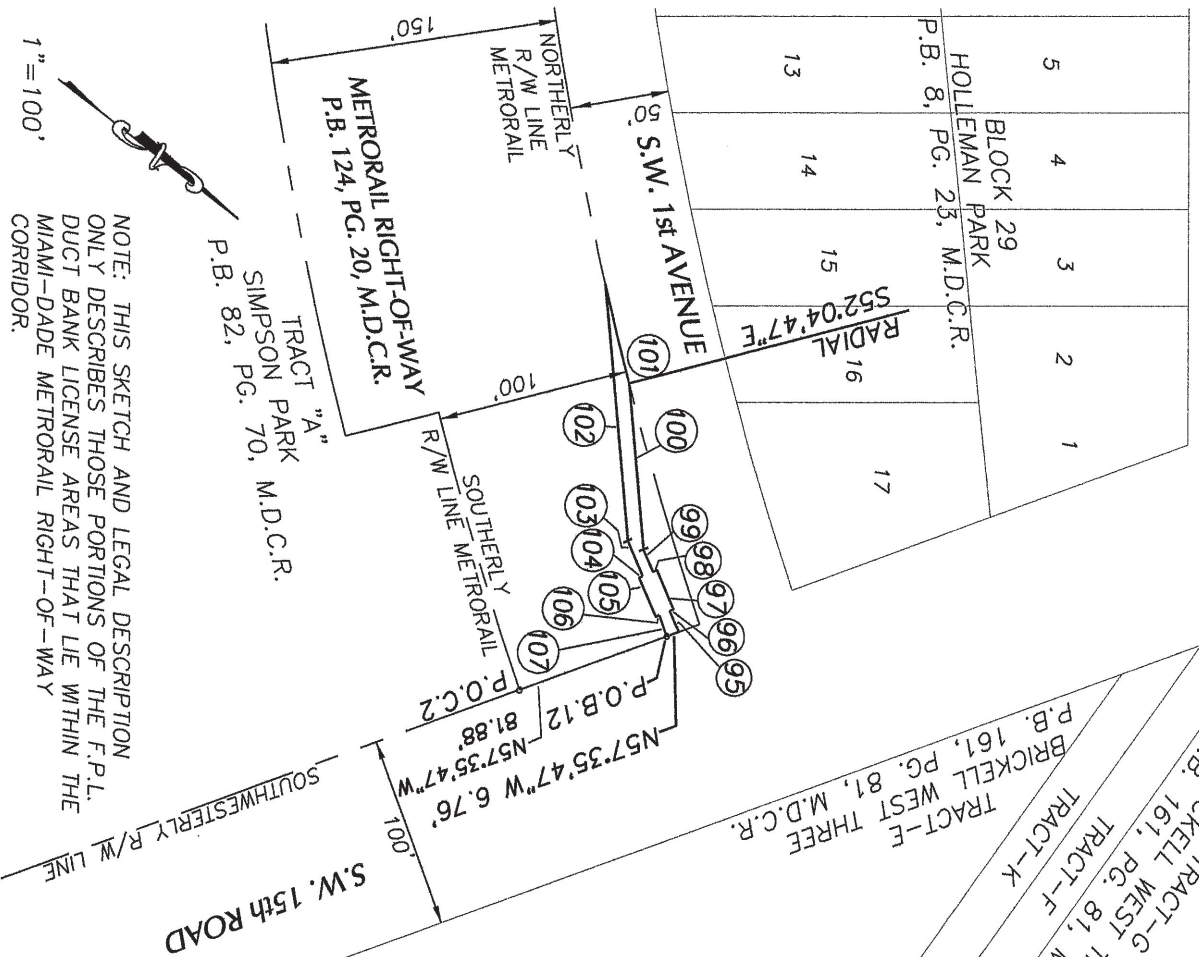 5
4
3
2
1
BLOCK 29
HOLLEMAN PARK
P.B. 8, PG. 23, M.D.C.R.
13
14
15
16
17
RADIAL
S52°04'47"E
50'
S.W. 1st AVENUE
NORTHERLY
R/W LINE
METRORAIL
150'
METRORAIL RIGHT-OF-WAY
P.B. 124, PG. 20, M.D.C.R.
100'
101
102
100
103
104
105
106
107
99
98
97
96
95
SOUTHERLY
R/W LINE METRORAIL
TRACT "A"
SIMPSON PARK
P.B. 82, PG. 70, M.D.C.R.
1"=100'
NOTE: THIS SKETCH AND LEGAL DESCRIPTION
ONLY DESCRIBES THOSE PORTIONS OF THE F.P.L.
DUCT BANK LICENSE AREAS THAT LIE WITHIN THE
MIAMI-DADE METRORAIL RIGHT-OF-WAY
CORRIDOR.
P.O.C.2
P.O.B.12
N57°35'47"W
81.88'
N57°35'47"W 6.76'
100'
SOUTHWESTERLY R/W LINE
S.W. 15th ROAD
TRACT-E
BRICKELL WEST THREE
P.B. 161, PG. 81, M.D.C.R.
TRACT-K
TRACT-F
TRACT-G
WEST
.B. 161, PG. 81, M